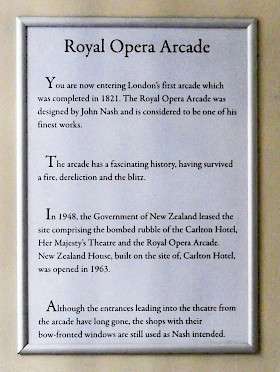 Royal Opera Arcade
You are now entering London's first arcade which
was completed in 1821. The Royal Opera Arcade was
designed by John Nash and is considered to be one of his
finest works.
The arcade has a fascinating history, having survived
a fire, dereliction and the blitz.
In 1948, the Government of New Zealand leased the
site comprising the bombed rubble of the Carlton Hotel,
Her Majesty's Theatre and the Royal Opera Arcade.
New Zealand House, built on the site of, Carlton Hotel,
was opened in 1963.
Although the entrances leading into the theatre from
the arcade have long gone, the shops with their
bow-fronted windows are still used as Nash intended.